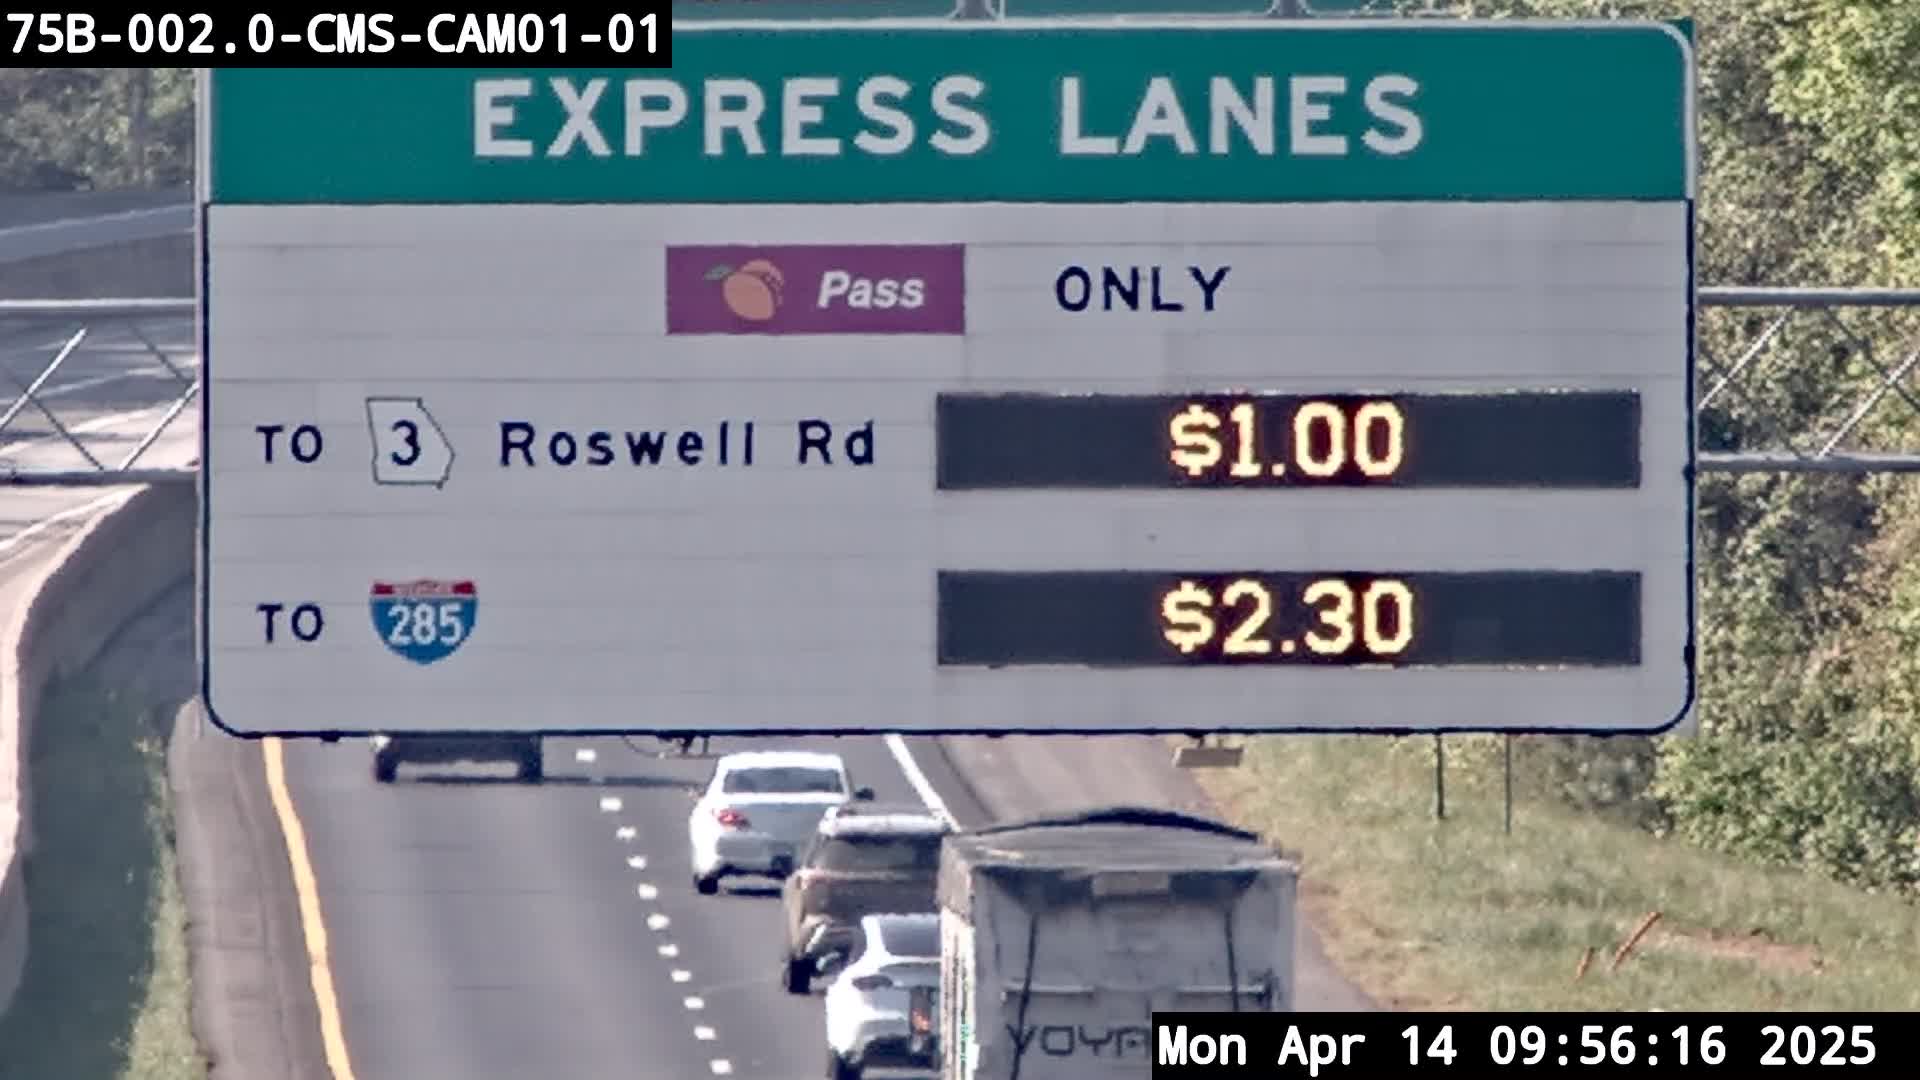 75B-002.0-CMS-CAM01-01
EXPRESS LANES
Pass ONLY
TO 3 Roswell Rd $1.00
TO 285 $2.30
Mon Apr 14 09:56:16 2025